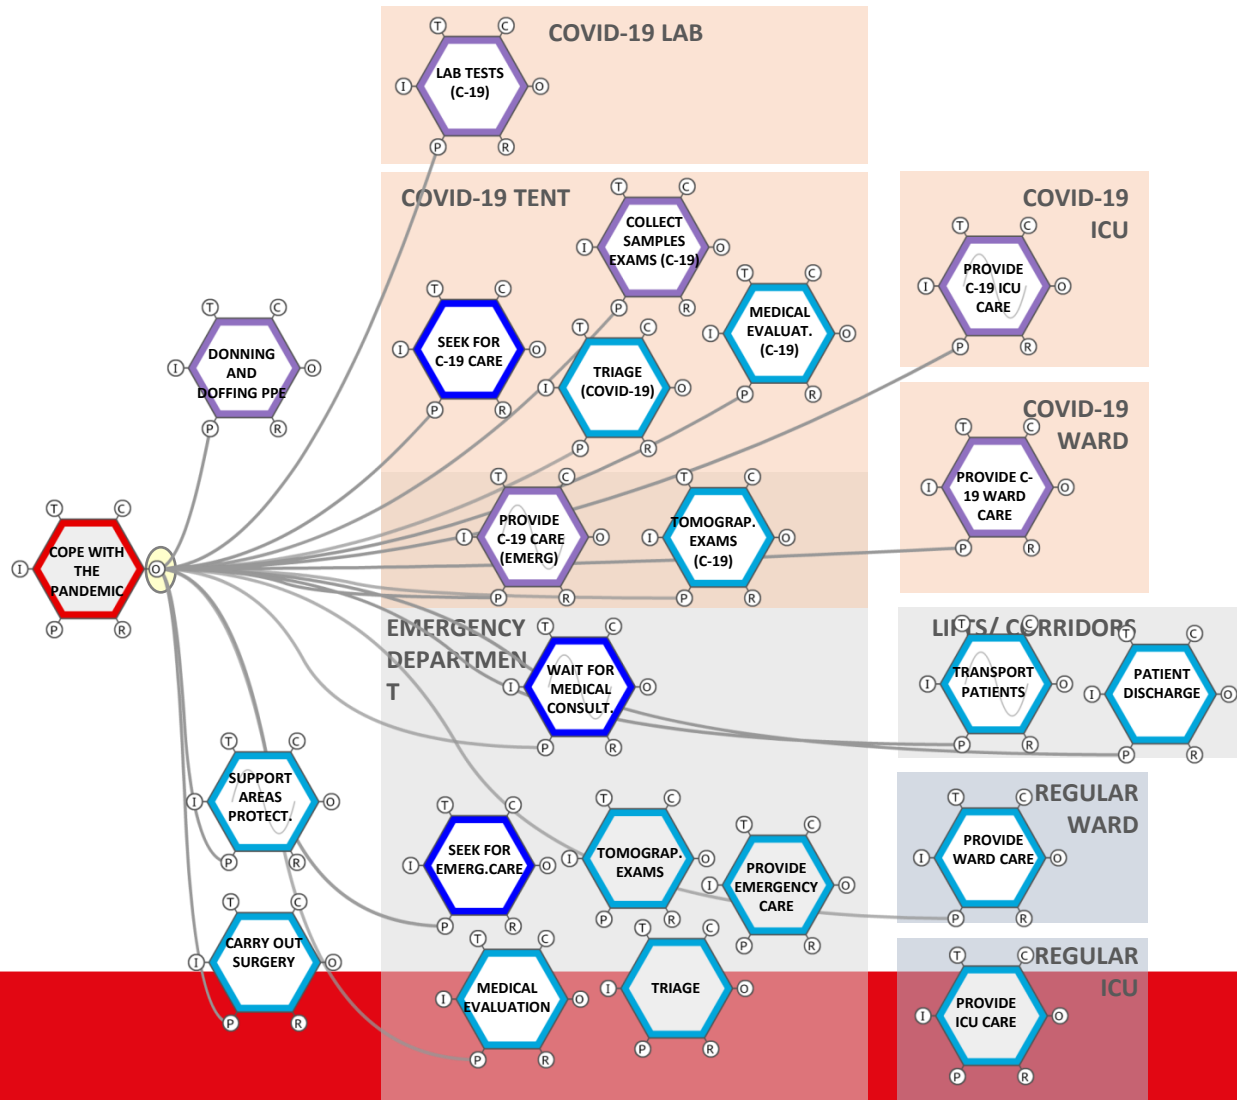 COVID-19 LAB
T
C
LAB TESTS
(C-19)
I
O
P
R
COVID-19 TENT
T
C
COLLECT
SAMPLES
EXAMS (C-19)
I
O
P
R
T
C
SEEK FOR
C-19 CARE
I
O
P
R
T
C
TRIAGE
(COVID-19)
I
O
P
R
T
C
MEDICAL
EVALUAT.
(C-19)
I
O
P
R
COVID-19
ICU
T
C
PROVIDE
C-19 ICU
CARE
I
O
P
R
T
C
DONNING
AND
DOFFING PPE
I
O
P
R
COVID-19
WARD
T
C
PROVIDE C-
19 WARD
CARE
I
O
P
R
T
C
PROVIDE
C-19 CARE
(EMERG)
I
O
P
R
T
C
TOMOGRAP.
EXAMS
(C-19)
I
O
P
R
T
C
COPE WITH
THE
PANDEMIC
I
O
P
R
EMERGENCY
DEPARTMEN
T
T
C
WAIT FOR
MEDICAL
CONSULT.
I
O
P
R
LIFTS/ CORRIDORS
T
C
TRANSPORT
PATIENTS
I
O
P
R
T
C
PATIENT
DISCHARGE
I
O
P
R
T
C
SUPPORT
AREAS
PROTECT.
I
O
P
R
T
C
SEEK FOR
EMERG.CARE
I
O
P
R
T
C
TOMOGRAP.
EXAMS
I
O
P
R
T
C
PROVIDE
EMERGENCY
CARE
I
O
P
R
REGULAR
WARD
T
C
PROVIDE
WARD CARE
I
O
P
R
T
C
CARRY OUT
SURGERY
I
O
P
R
T
C
MEDICAL
EVALUATION
I
O
P
R
T
C
TRIAGE
I
O
P
R
REGULAR
ICU
T
C
PROVIDE
ICU CARE
I
O
P
R